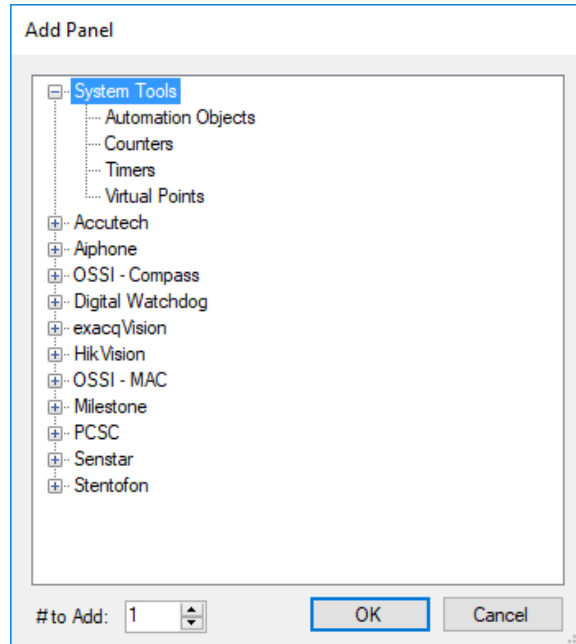 Add Panel
System Tools
Automation Objects
Counters
Timers
Virtual Points
Accutech
Aiphone
OSSI - Compass
Digital Watchdog
exacqVision
HikVision
OSSI - MAC
Milestone
PCSC
Senstar
Stentofon
# to Add: 1 OK Cancel